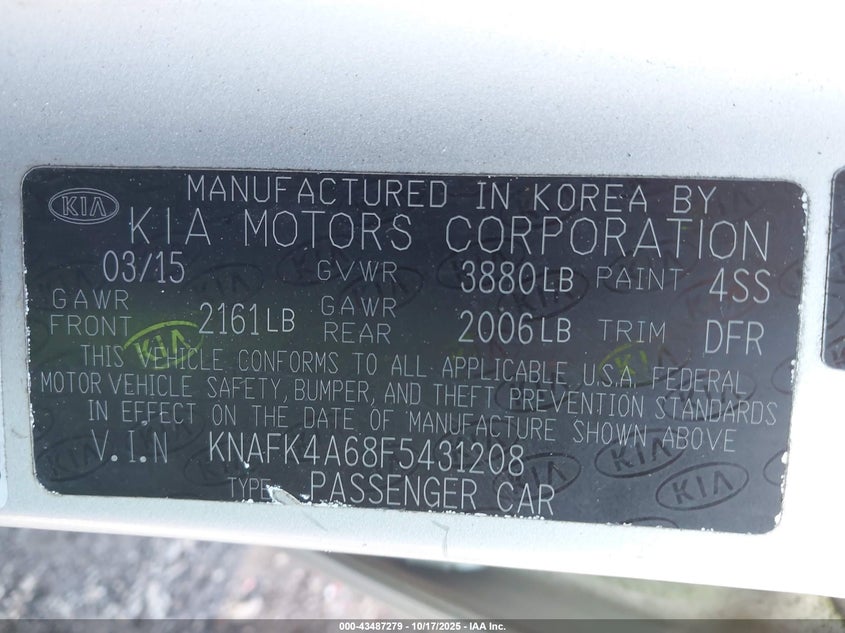 KIA
MANUFACTURED IN KOREA BY
KIA MOTORS CORPORATION
03/15 GVWR 3880LB PAINT 4SS
GAWR FRONT 2161LB GAWR REAR 2006LB TRIM DFR
THIS VEHICLE CONFORMS TO ALL APPLICABLE U.S.A. FEDERAL
MOTOR VEHICLE SAFETY, BUMPER, AND THEFT PREVENTION STANDARDS
IN EFFECT ON THE DATE OF MANUFACTURE SHOWN ABOVE
V.I.N KNAFK4A68F5431208
TYPE PASSENGER CAR
KIA
KIA
000-43487279 - 10/17/2025 - IAA Inc.